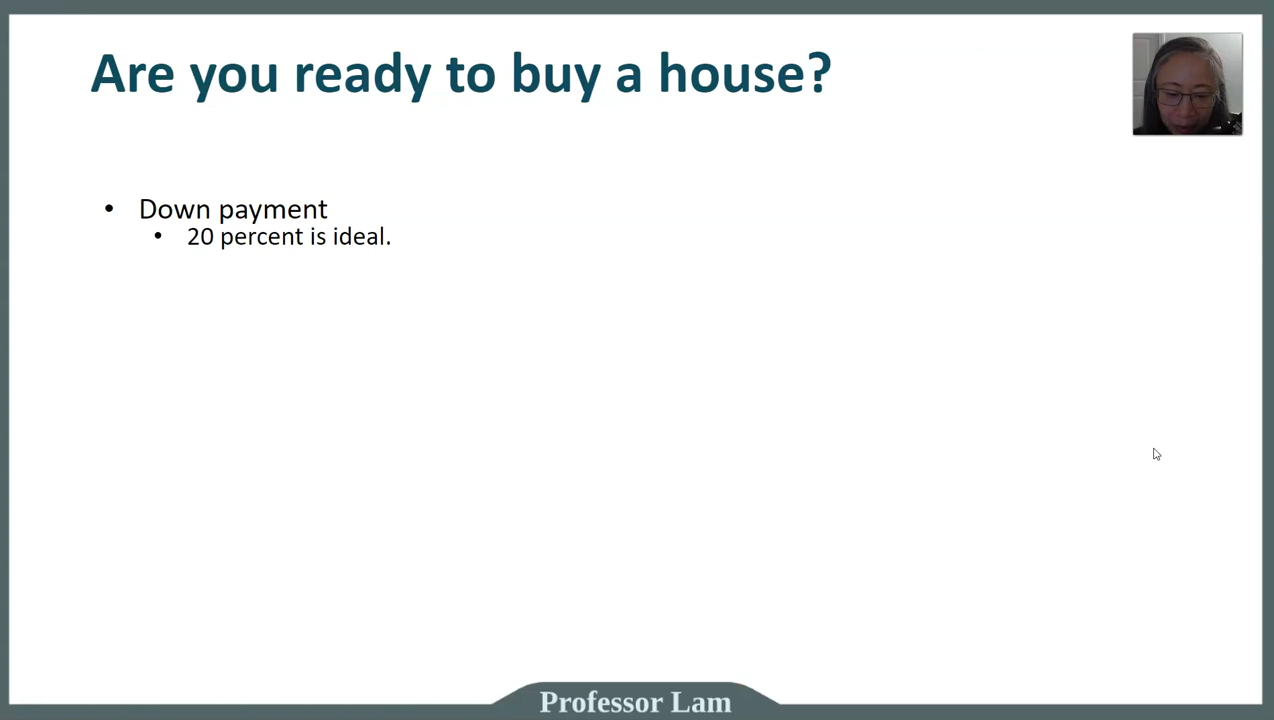 Are you ready to buy a house?
• Down payment
• 20 percent is ideal.
Professor Lam